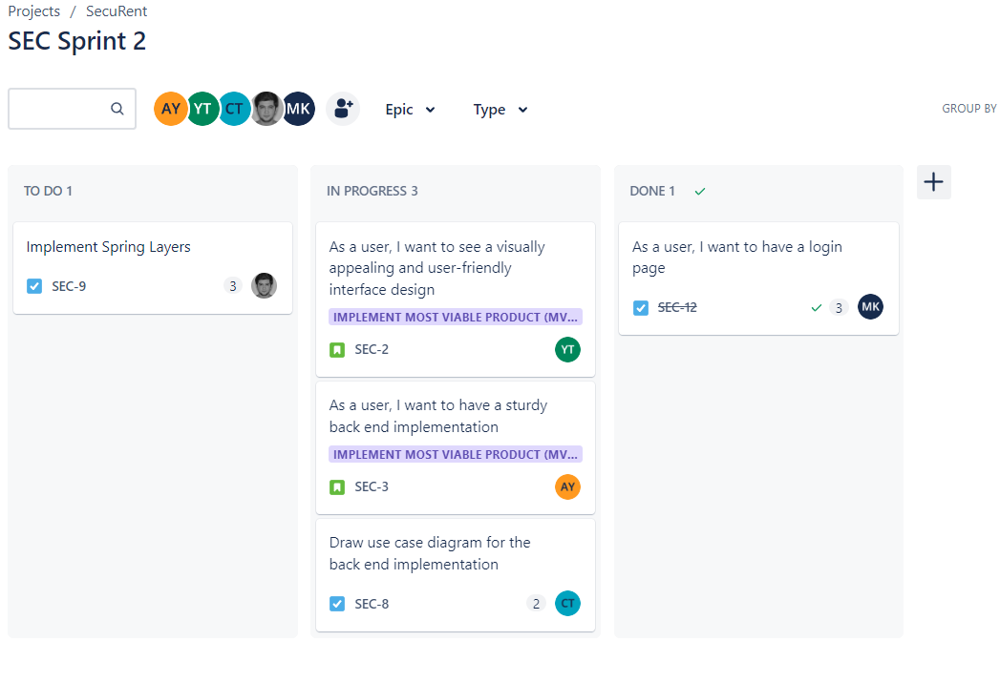 Projects / SecuRent
SEC Sprint 2
AY YT CT MK Epic Type GROUP BY
TO DO 1
Implement Spring Layers
SEC-9 3
IN PROGRESS 3
As a user, I want to see a visually
appealing and user-friendly
interface design
IMPLEMENT MOST VIABLE PRODUCT (MV...
SEC-2 YT
As a user, I want to have a sturdy
back end implementation
IMPLEMENT MOST VIABLE PRODUCT (MV...
SEC-3 AY
Draw use case diagram for the
back end implementation
SEC-8 2 CT
DONE 1
As a user, I want to have a login
page
SEC-12 3 MK